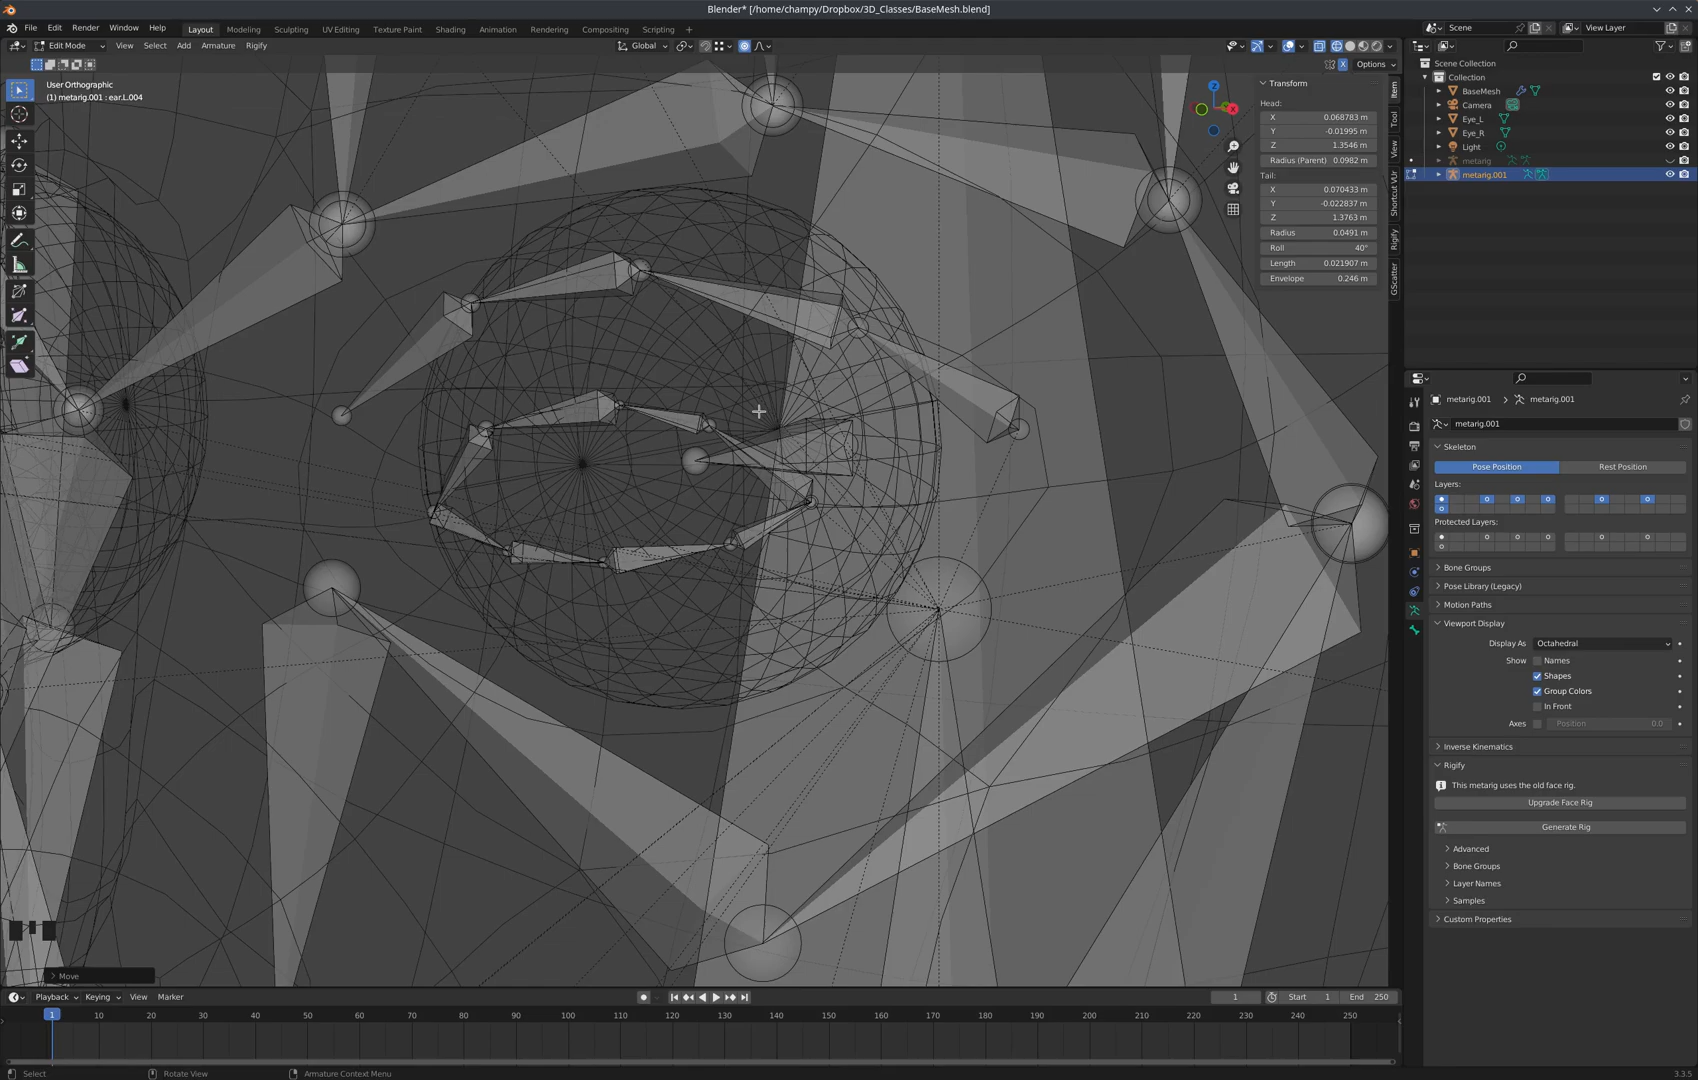 Blender* [/home/champy/Dropbox/3D_Classes/BaseMesh.blend]
File Edit Render Window Help Layout Modeling Sculpting UV Editing Texture Paint Shading Animation Rendering Compositing Scripting + Scene View Layer
Edit Mode View Select Add Armature Rigify Global
X Options
User Orthographic
(1) metarig.001 : ear.L.004
Z
X
Transform
Head:
X 0.068783 m
Y -0.01995 m
Z 1.3546 m
Radius (Parent) 0.0982 m
Tail:
X 0.070433 m
Y -0.022837 m
Z 1.3763 m
Radius 0.0491 m
Roll 40°
Length 0.021907 m
Envelope 0.246 m
Item
Tool
View
Shortcut VUr
Rigify
GScatter
Scene Collection
Collection
BaseMesh
Camera
Eye_L
Eye_R
Light
metarig
metarig.001
metarig.001 > metarig.001
metarig.001
Skeleton
Pose Position Rest Position
Layers:
Protected Layers:
Bone Groups
Pose Library (Legacy)
Motion Paths
Viewport Display
Display As Octahedral
Show Names
Shapes
Group Colors
In Front
Axes Position 0.0
Inverse Kinematics
Rigify
This metarig uses the old face rig.
Upgrade Face Rig
Generate Rig
Advanced
Bone Groups
Layer Names
Samples
Custom Properties
Move
Playback Keying View Marker 1 Start 1 End 250
1 10 20 30 40 50 60 70 80 90 100 110 120 130 140 150 160 170 180 190 200 210 220 230 240 250
Select Rotate View Armature Context Menu 3.3.5